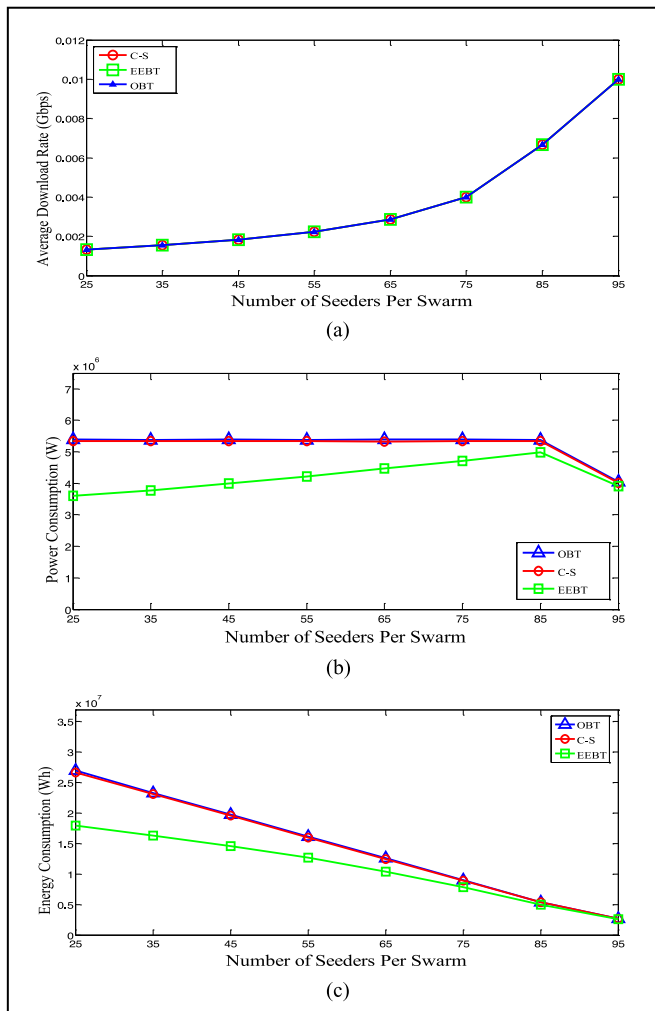 0.012
0.01
0.008
0.006
0.004
0.002
0
Average Download Rate (Gbps)
C-S
EEBT
OBT
25 35 45 55 65 75 85 95
Number of Seeders Per Swarm
(a)
x 10^6
7
6
5
4
3
2
1
0
Power Consumption (W)
OBT
C-S
EEBT
25 35 45 55 65 75 85 95
Number of Seeders Per Swarm
(b)
x 10^7
3.5
3
2.5
2
1.5
1
0.5
0
Energy Consumption (Wh)
OBT
C-S
EEBT
25 35 45 55 65 75 85 95
Number of Seeders Per Swarm
(c)